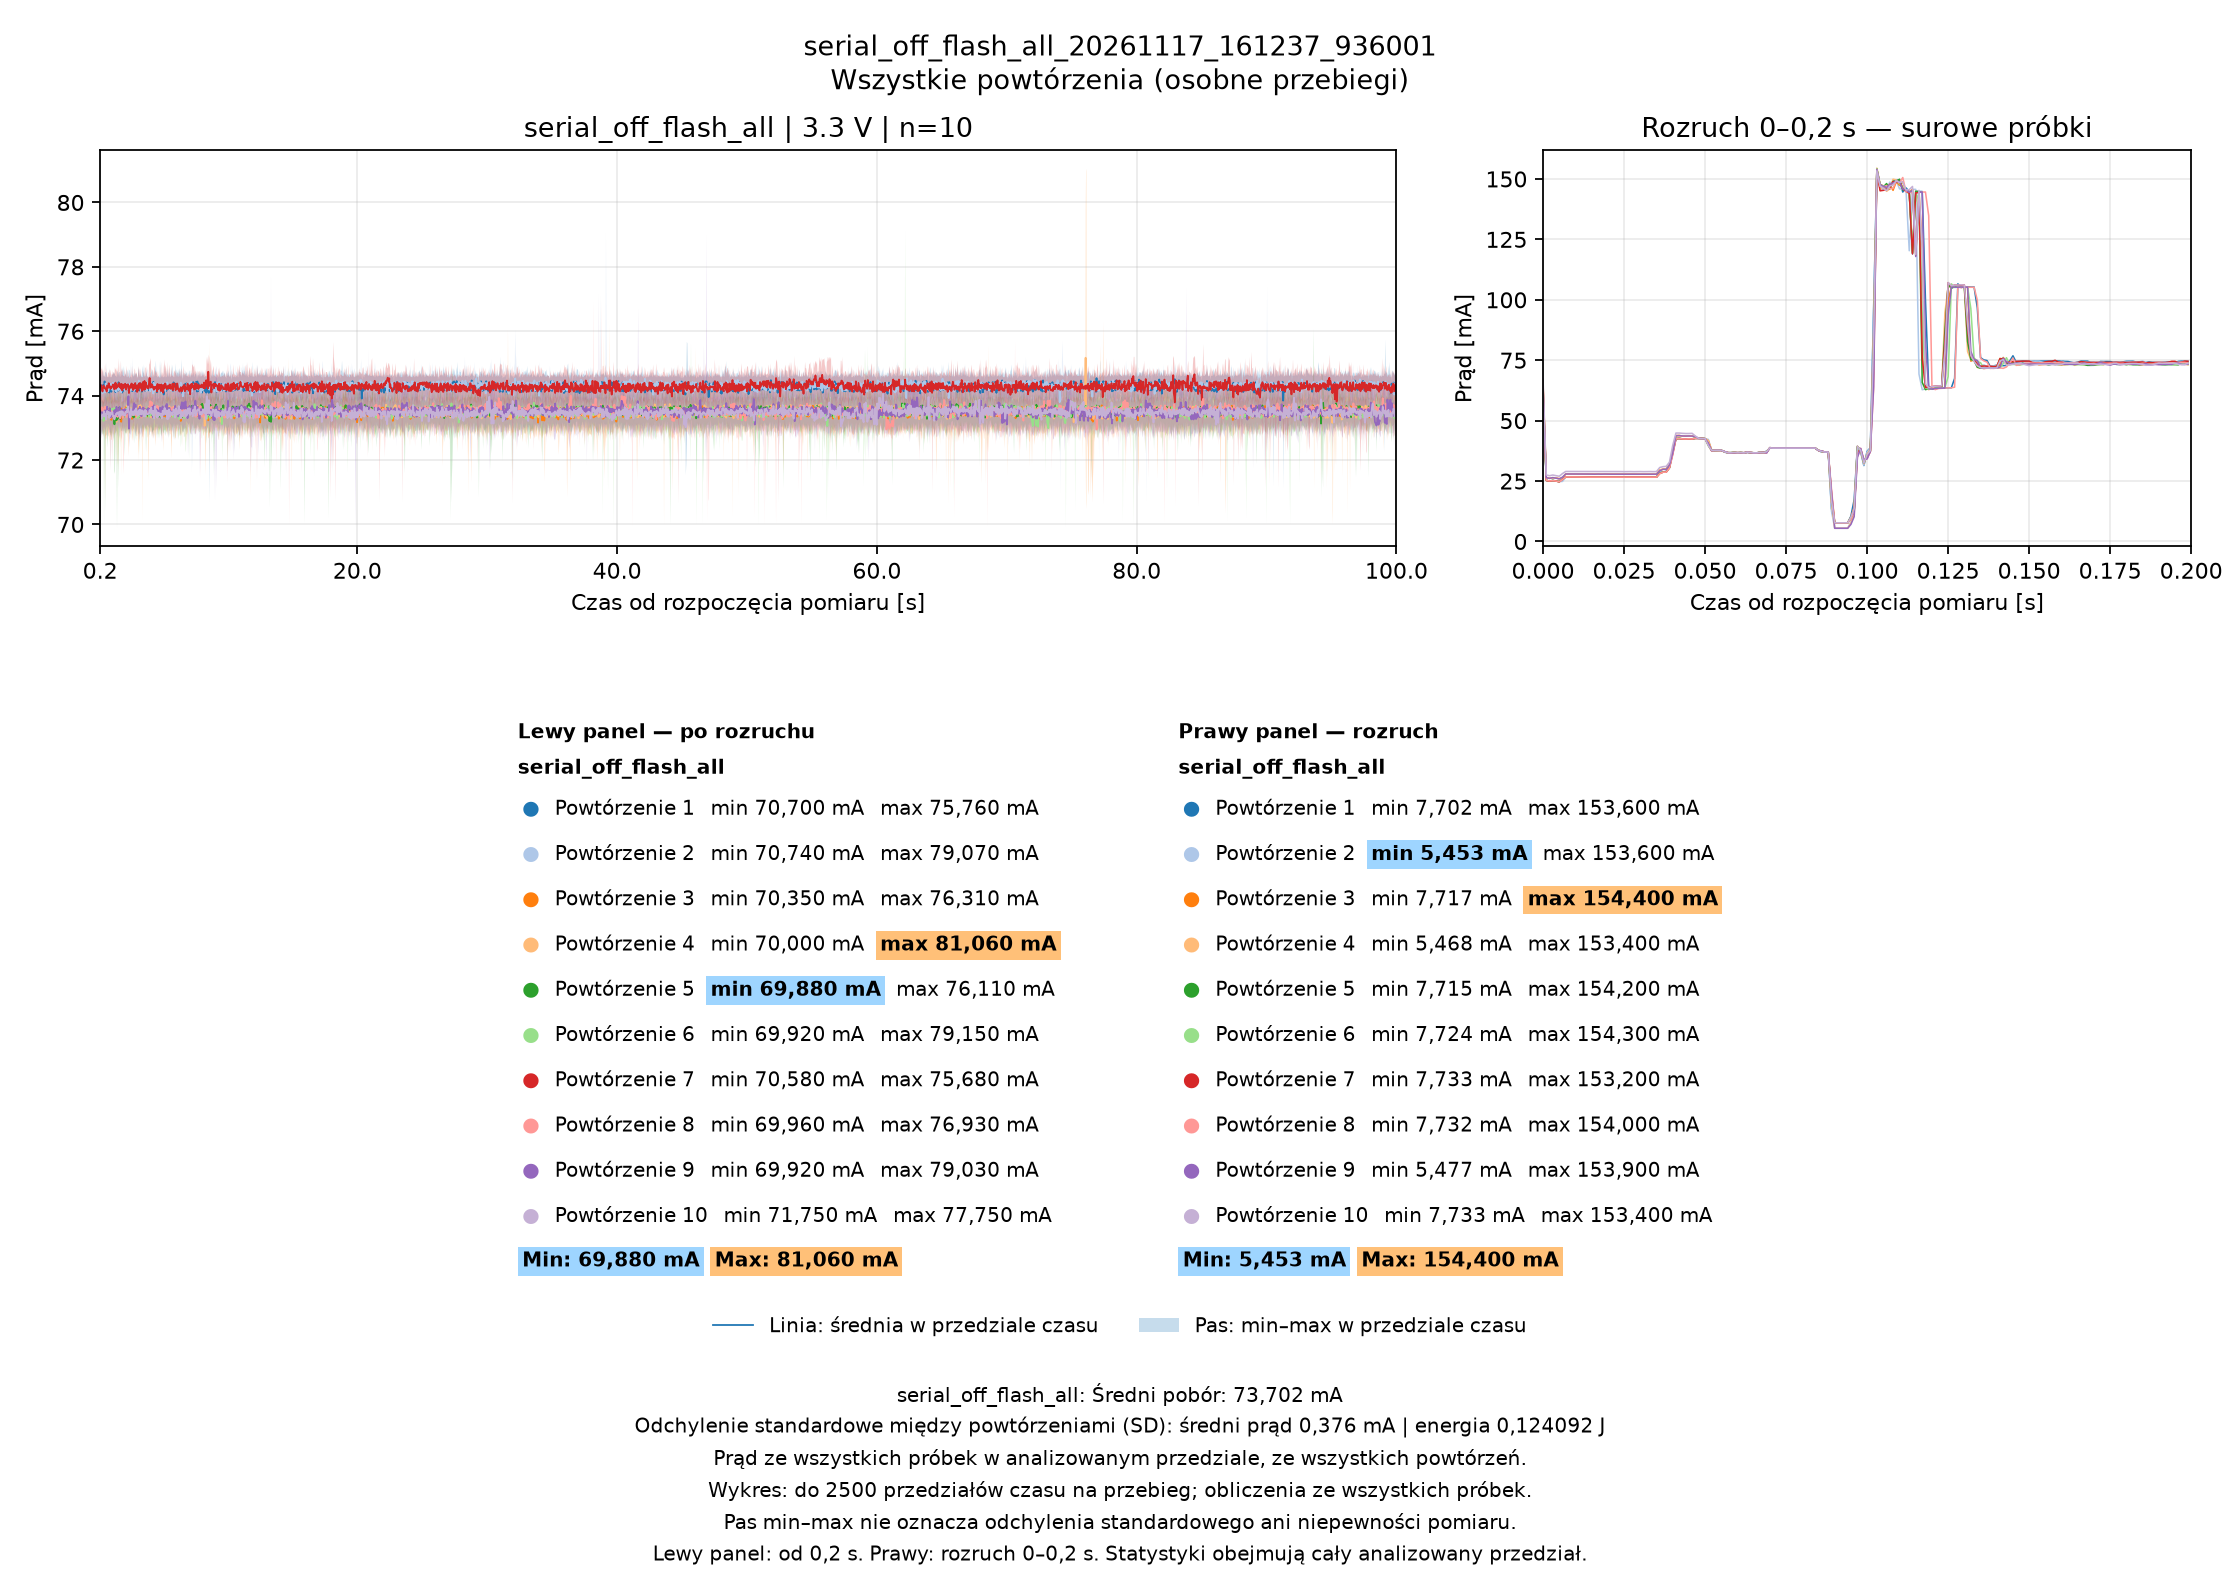 serial_off_flash_all_20261117_161237_936001
Wszystkie powtórzenia (osobne przebiegi)
serial_off_flash_all | 3.3 V | n=10
Prąd [mA]
80
78
76
74
72
70
0.2 20.0 40.0 60.0 80.0 100.0
Czas od rozpoczęcia pomiaru [s]
Rozruch 0–0,2 s — surowe próbki
Prąd [mA]
150
125
100
75
50
25
0
0.000 0.025 0.050 0.075 0.100 0.125 0.150 0.175 0.200
Czas od rozpoczęcia pomiaru [s]
Lewy panel — po rozruchu
serial_off_flash_all
Powtórzenie 1 min 70,700 mA max 75,760 mA
Powtórzenie 2 min 70,740 mA max 79,070 mA
Powtórzenie 3 min 70,350 mA max 76,310 mA
Powtórzenie 4 min 70,000 mA max 81,060 mA
Powtórzenie 5 min 69,880 mA max 76,110 mA
Powtórzenie 6 min 69,920 mA max 79,150 mA
Powtórzenie 7 min 70,580 mA max 75,680 mA
Powtórzenie 8 min 69,960 mA max 76,930 mA
Powtórzenie 9 min 69,920 mA max 79,030 mA
Powtórzenie 10 min 71,750 mA max 77,750 mA
Min: 69,880 mA Max: 81,060 mA
Prawy panel — rozruch
serial_off_flash_all
Powtórzenie 1 min 7,702 mA max 153,600 mA
Powtórzenie 2 min 5,453 mA max 153,600 mA
Powtórzenie 3 min 7,717 mA max 154,400 mA
Powtórzenie 4 min 5,468 mA max 153,400 mA
Powtórzenie 5 min 7,715 mA max 154,200 mA
Powtórzenie 6 min 7,724 mA max 154,300 mA
Powtórzenie 7 min 7,733 mA max 153,200 mA
Powtórzenie 8 min 7,732 mA max 154,000 mA
Powtórzenie 9 min 5,477 mA max 153,900 mA
Powtórzenie 10 min 7,733 mA max 153,400 mA
Min: 5,453 mA Max: 154,400 mA
Linia: średnia w przedziale czasu Pas: min–max w przedziale czasu
serial_off_flash_all: Średni pobór: 73,702 mA
Odchylenie standardowe między powtórzeniami (SD): średni prąd 0,376 mA | energia 0,124092 J
Prąd ze wszystkich próbek w analizowanym przedziale, ze wszystkich powtórzeń.
Wykres: do 2500 przedziałów czasu na przebieg; obliczenia ze wszystkich próbek.
Pas min–max nie oznacza odchylenia standardowego ani niepewności pomiaru.
Lewy panel: od 0,2 s. Prawy: rozruch 0–0,2 s. Statystyki obejmują cały analizowany przedział.